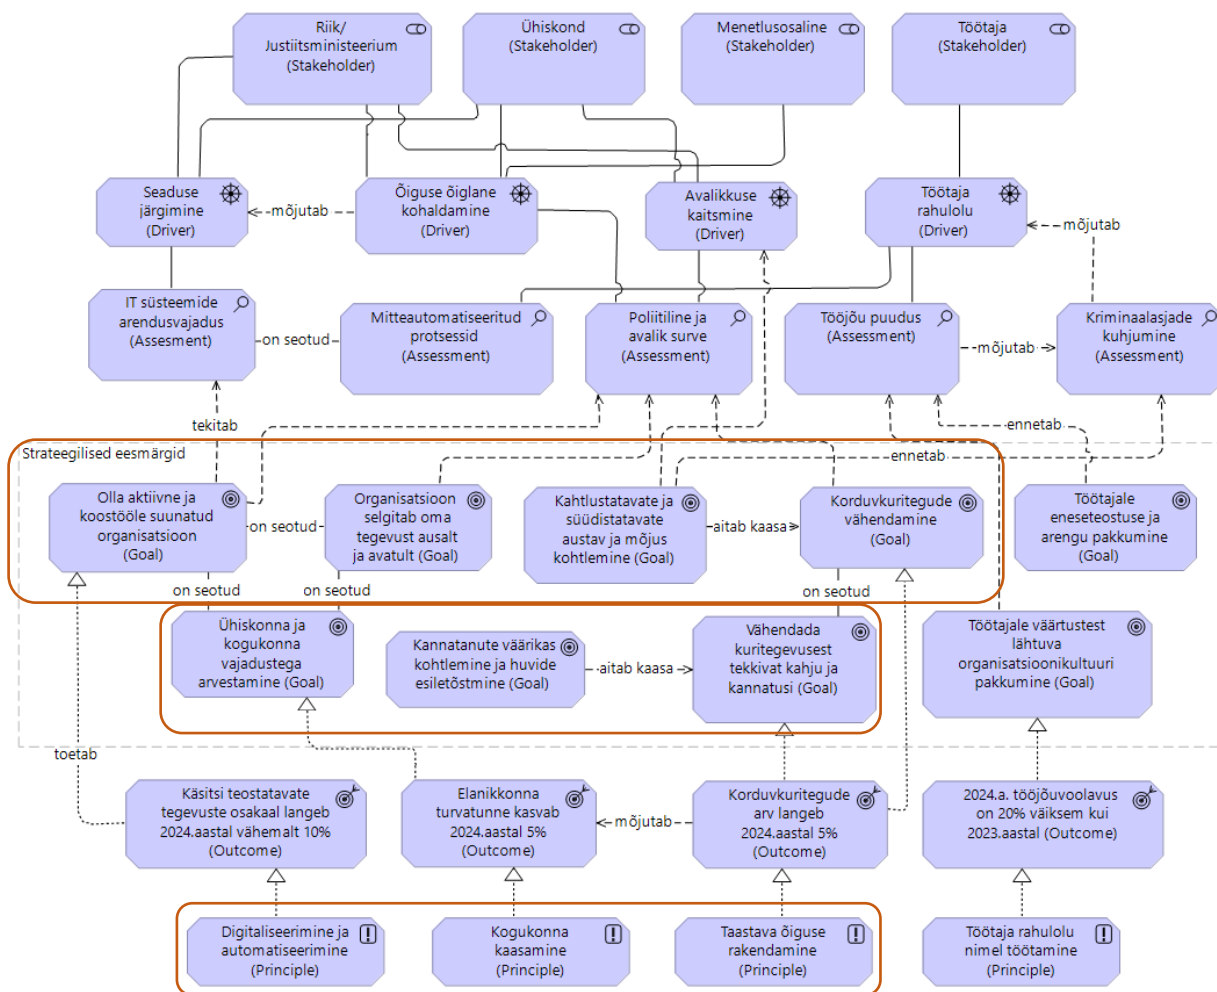 Riik/
Justiitsministeerium
(Stakeholder)
Ühiskond
(Stakeholder)
Menetlusosaline
(Stakeholder)
Töötaja
(Stakeholder)
Seaduse
järgimine
(Driver)
mõjutab
Õiguse õiglane
kohaldamine
(Driver)
Avalikkuse
kaitsmine
(Driver)
Töötaja
rahulolu
(Driver)
mõjutab
IT süsteemide
arendusvajadus
(Assesment)
on seotud
Mitteautomatiseeritud
protsessid
(Assessment)
Poliitiline ja
avalik surve
(Assessment)
Tööjõu puudus
(Assessment)
mõjutab
Kriminaalasjade
kuhjumine
(Assessment)
tekitab
ennetab
Strateegilised eesmärgid
ennetab
Olla aktiivne ja
koostööle suunatud
organisatsioon
(Goal)
on seotud
Organisatsioon
selgitab oma
tegevust ausalt
ja avatult (Goal)
Kahtlustatavate ja
süüdistatavate
austav ja mõjus
kohtlemine (Goal)
aitab kaasa
Korduvkuritegude
vähendamine
(Goal)
Töötajale
eneseteostuse ja
arengu pakkumine
(Goal)
on seotud
on seotud
on seotud
Ühiskonna ja
kogukonna
vajadustega
arvestamine (Goal)
Kannatanute väärikas
kohtlemine ja huvide
esiletõstmine (Goal)
aitab kaasa
Vähendada
kuritegevusest
tekkivat kahju ja
kannatusi (Goal)
Töötajale väärtustest
lähtuva
organisatsioonikultuuri
pakkumine (Goal)
toetab
Käsitsi teostatavate
tegevuste osakaal langeb
2024.aastal vähemalt 10%
(Outcome)
Elanikkonna
turvatunne kasvab
2024.aastal 5%
(Outcome)
mõjutab
Korduvkuritegude
arv langeb
2024.aastal 5%
(Outcome)
2024.a. tööjõuvoolavus
on 20% väiksem kui
2023.aastal (Outcome)
Digitaliseerimine ja
automatiseerimine
(Principle)
Kogukonna
kaasamine
(Principle)
Taastava õiguse
rakendamine
(Principle)
Töötaja rahulolu
nimel töötamine
(Principle)